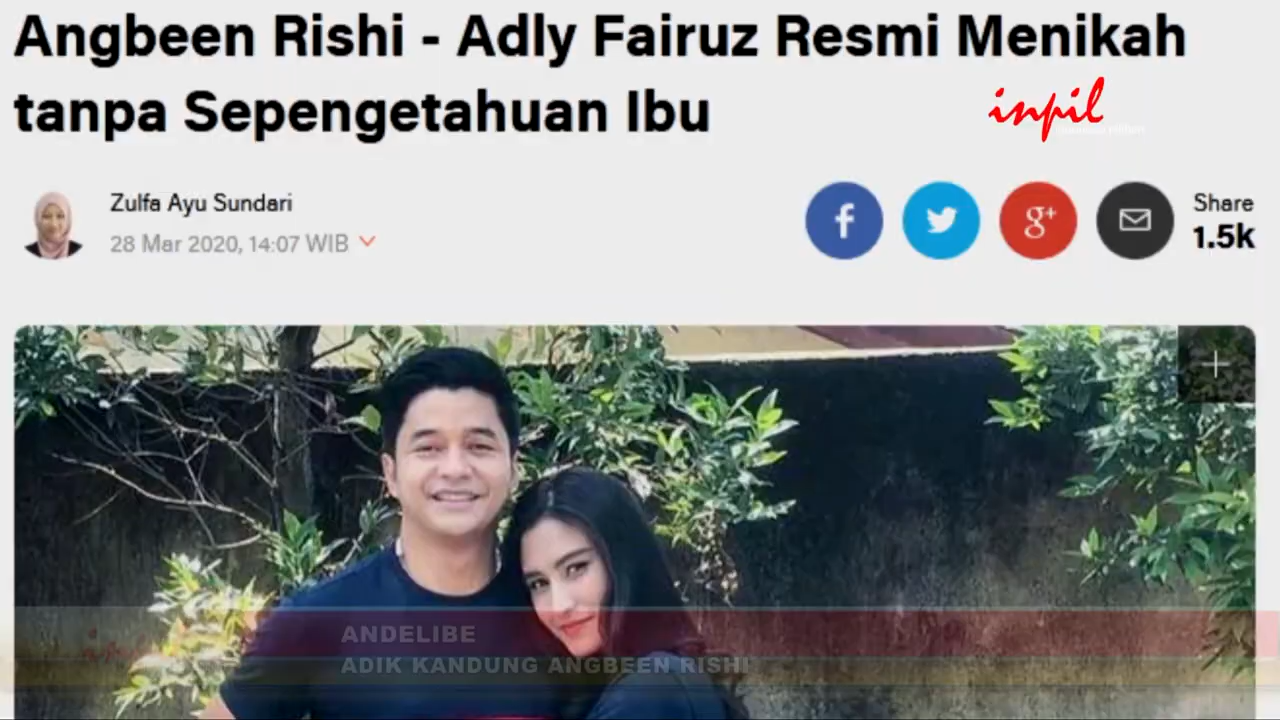 Angbeen Rishi - Adly Fairuz Resmi Menikah
tanpa Sepengetahuan Ibu
inpil
Zulfa Ayu Sundari
28 Mar 2020, 14:07 WIB
Share
1.5k
ANDELIBE
ADIK KANDUNG ANGBEEN RISHI